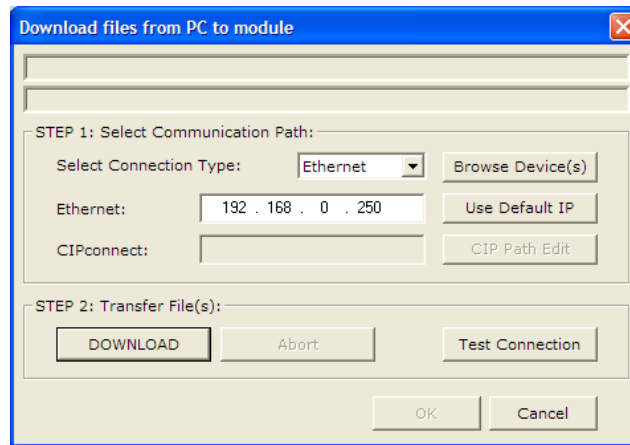 Download files from PC to module
STEP 1: Select Communication Path:
Select Connection Type: Ethernet Browse Device(s)
Ethernet: 192 . 168 . 0 . 250 Use Default IP
CIPconnect: CIP Path Edit
STEP 2: Transfer File(s):
DOWNLOAD Abort Test Connection
OK Cancel